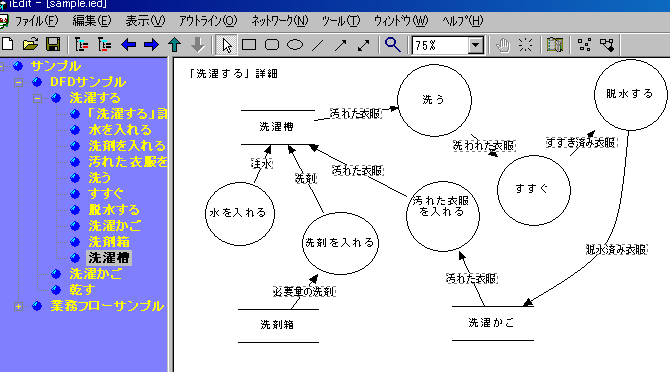 iEdit - [sample.ied]
ﾌｧｲﾙ(F) 編集(E) 表示(V) ｱｳﾄﾗｲﾝ(O) ﾈｯﾄﾜｰｸ(N) ﾂｰﾙ(T) ｳｨﾝﾄﾞｳ(W) ﾍﾙﾌﾟ(H)
75%
サンプル
DFDサンプル
洗濯する
「洗濯する」詳
水を入れる
洗剤を入れる
汚れた衣服を
洗う
すすぐ
脱水する
洗濯かご
洗剤箱
洗濯槽
洗濯かご
乾す
業務フローサンプル
「洗濯する」詳細
洗濯槽
汚れた衣服
洗う
脱水する
洗われた衣服
すすぎ済み衣服
すすぐ
注水
洗剤
汚れた衣服
水を入れる
洗剤を入れる
汚れた衣服
を入れる
脱水済み衣服
必要量の洗剤
汚れた衣服
洗剤箱
洗濯かご